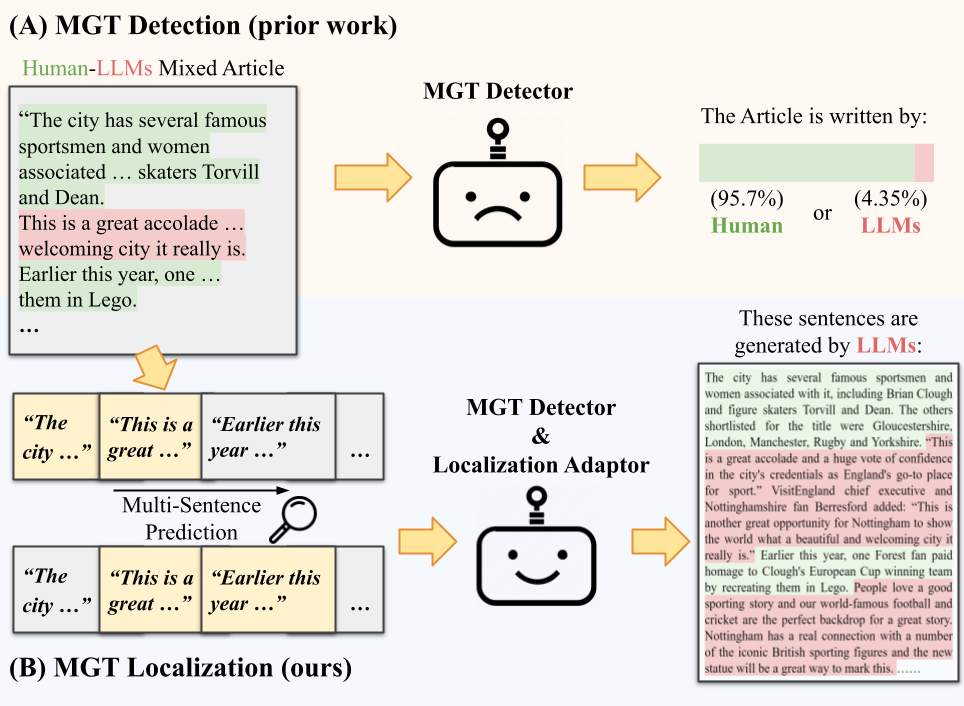 (A) MGT Detection (prior work)
Human-LLMs Mixed Article
“The city has several famous
sportsmen and women
associated … skaters Torvill
and Dean.
This is a great accolade …
welcoming city it really is.
Earlier this year, one …
them in Lego.
…
MGT Detector
The Article is written by:
(95.7%)
Human
or
(4.35%)
LLMs
“The
city …”
“This is a
great …”
“Earlier this
year …”
…
Multi-Sentence
Prediction
“The
city …”
“This is a
great …”
“Earlier this
year …”
…
(B) MGT Localization (ours)
MGT Detector
&
Localization Adaptor
These sentences are
generated by LLMs:
The city has several famous sportsmen and
women associated with it, including Brian Clough
and figure skaters Torvill and Dean. The others
shortlisted for the title were Gloucestershire,
London, Manchester, Rugby and Yorkshire. “This
is a great accolade and a huge vote of confidence
in the city's credentials as England's go-to place
for sport.” VisitEngland chief executive and
Nottinghamshire fan Berresford added: “This is
another great opportunity for Nottingham to show
the world what a beautiful and welcoming city it
really is.” Earlier this year, one Forest fan paid
homage to Clough's European Cup winning team
by recreating them in Lego. People love a good
sporting story and our world-famous football and
cricket are the perfect backdrop for a great story.
Nottingham has a real connection with a number
of the iconic British sporting figures and the new
statue will be a great way to mark this. ……